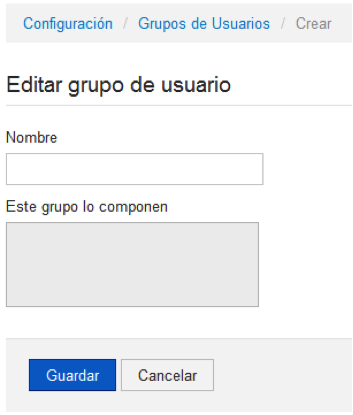 Configuración / Grupos de Usuarios / Crear
Editar grupo de usuario
Nombre
Este grupo lo componen
Guardar Cancelar